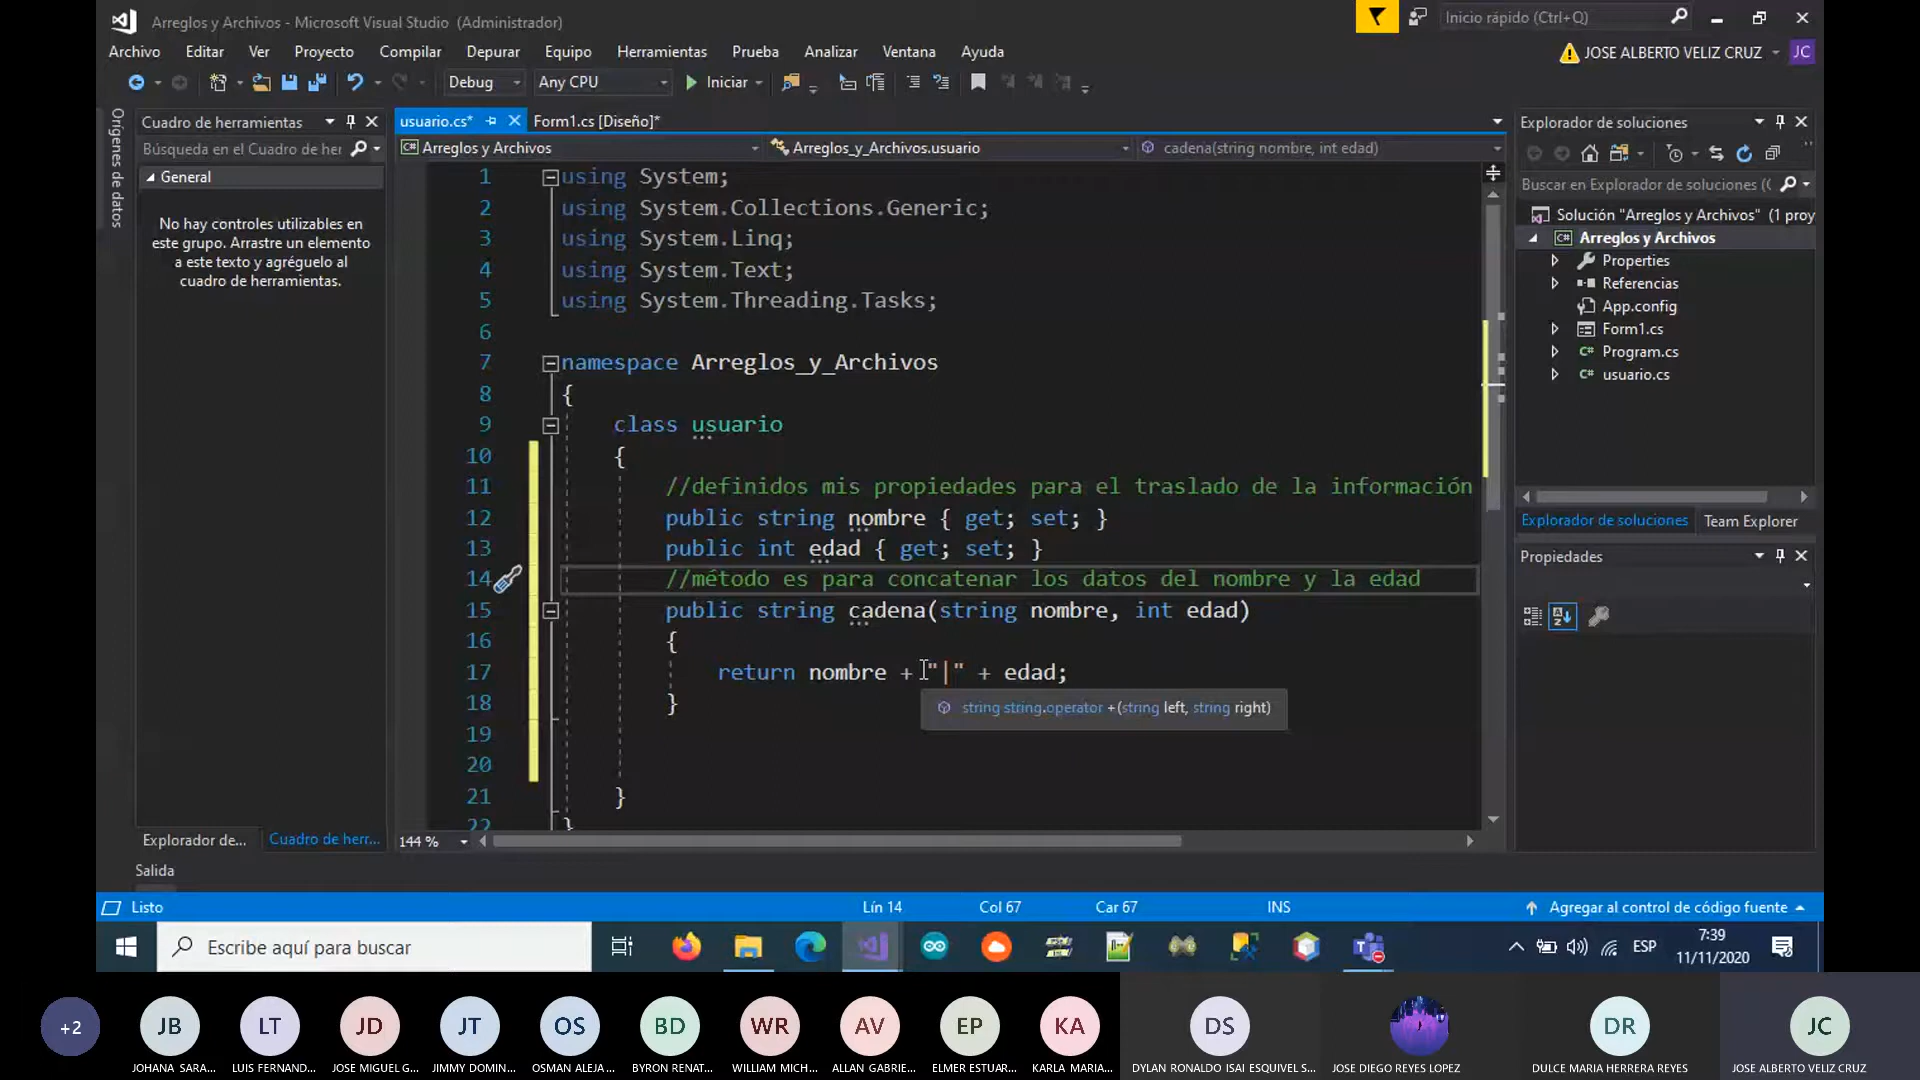 Arreglos y Archivos - Microsoft Visual Studio (Administrador)
Inicio rápido (Ctrl+Q)
Archivo Editar Ver Proyecto Compilar Depurar Equipo Herramientas Prueba Analizar Ventana Ayuda
JOSE ALBERTO VELIZ CRUZ JC
Debug Any CPU Iniciar
Orígenes de datos
Cuadro de herramientas
Búsqueda en el Cuadro de her
General
No hay controles utilizables en
este grupo. Arrastre un elemento
a este texto y agréguelo al
cuadro de herramientas.
Explorador de... Cuadro de herr...
usuario.cs* Form1.cs [Diseño]*
C# Arreglos y Archivos Arreglos_y_Archivos.usuario cadena(string nombre, int edad)
1 using System;
2 using System.Collections.Generic;
3 using System.Linq;
4 using System.Text;
5 using System.Threading.Tasks;
6
7 namespace Arreglos_y_Archivos
8 {
9 class usuario
10 {
11 //definidos mis propiedades para el traslado de la información
12 public string nombre { get; set; }
13 public int edad { get; set; }
14 //método es para concatenar los datos del nombre y la edad
15 public string cadena(string nombre, int edad)
16 {
17 return nombre + "|" + edad;
18 }
string string.operator +(string left, string right)
19
20
21 }
22 }
144 %
Explorador de soluciones
Buscar en Explorador de soluciones (
Solución "Arreglos y Archivos" (1 proy
C# Arreglos y Archivos
Properties
Referencias
App.config
Form1.cs
C# Program.cs
C# usuario.cs
Explorador de soluciones Team Explorer
Propiedades
Salida
Listo Lín 14 Col 67 Car 67 INS Agregar al control de código fuente
Escribe aquí para buscar
ESP
7:39
11/11/2020
+2 JB LT JD JT OS BD WR AV EP KA DS DR JC
JOHANA SARA... LUIS FERNAND... JOSE MIGUEL G... JIMMY DOMIN... OSMAN ALEJA... BYRON RENAT... WILLIAM MICH... ALLAN GABRIE... ELMER ESTUAR... KARLA MARIA... DYLAN RONALDO ISAI ESQUIVEL S... JOSE DIEGO REYES LOPEZ DULCE MARIA HERRERA REYES JOSE ALBERTO VELIZ CRUZ